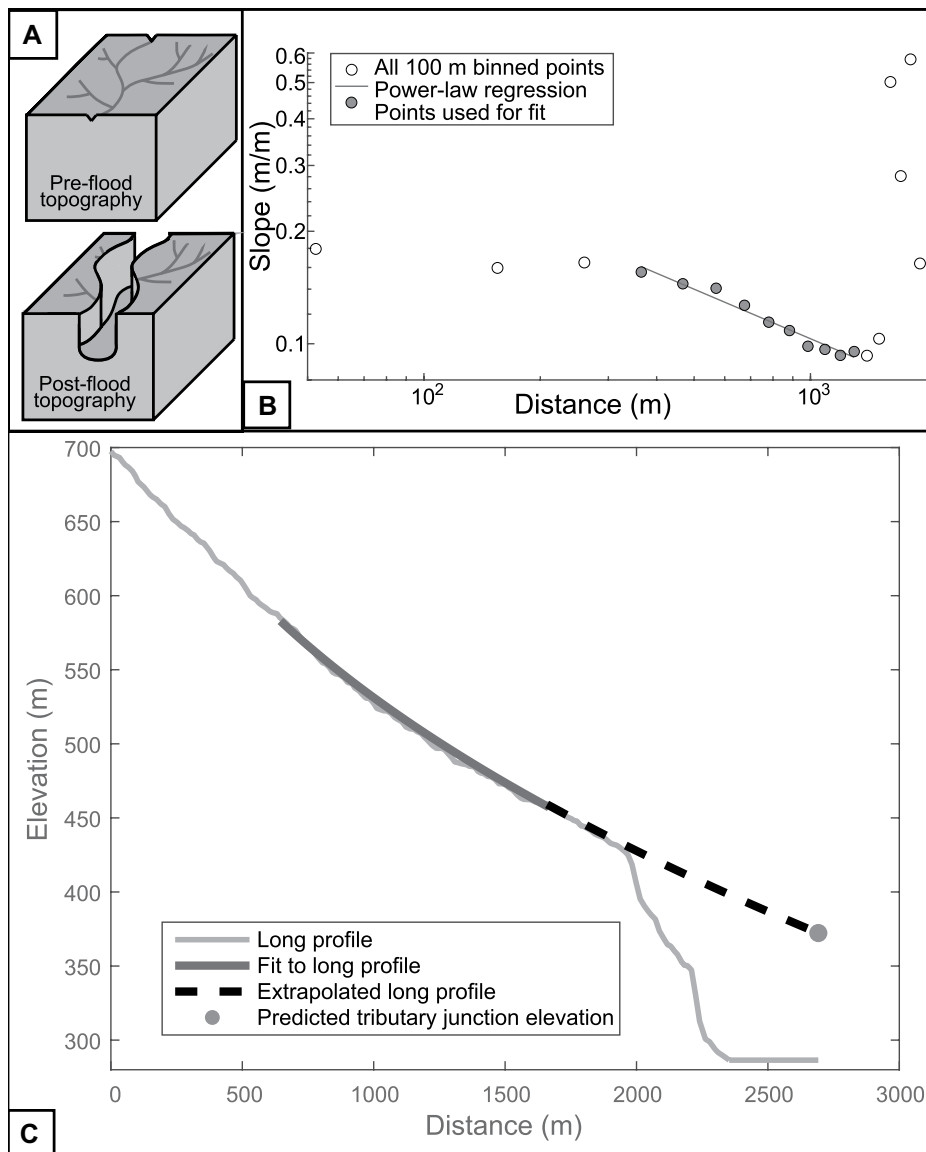 A
Pre-flood
topography
Post-flood
topography
B
Slope (m/m)
0.6
0.5
0.4
0.3
0.2
0.1
All 100 m binned points
Power-law regression
Points used for fit
10²
10³
Distance (m)
C
Elevation (m)
700
650
600
550
500
450
400
350
300
Long profile
Fit to long profile
Extrapolated long profile
Predicted tributary junction elevation
0 500 1000 1500 2000 2500 3000
Distance (m)